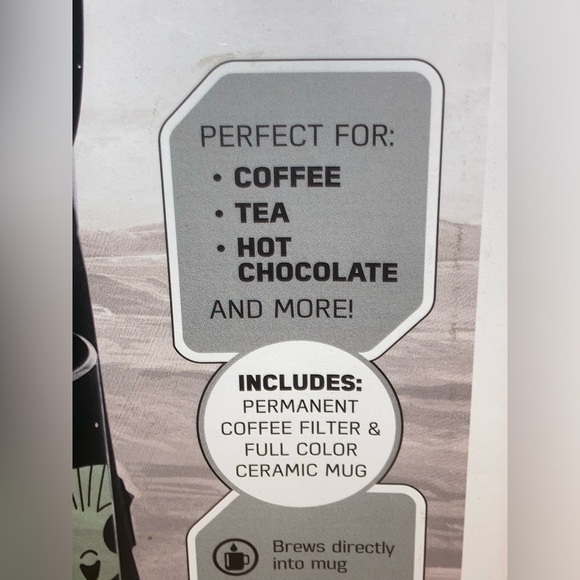 PERFECT FOR:
• COFFEE
• TEA
• HOT
CHOCOLATE
AND MORE!
INCLUDES:
PERMANENT
COFFEE FILTER &
FULL COLOR
CERAMIC MUG
Brews directly
into mug